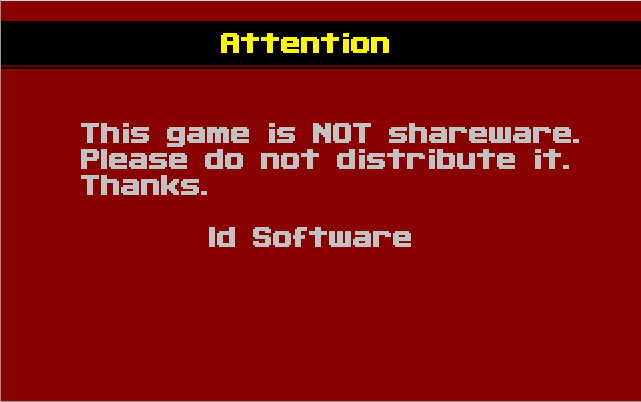 Attention
This game is NOT shareware.
Please do not distribute it.
Thanks.
Id Software